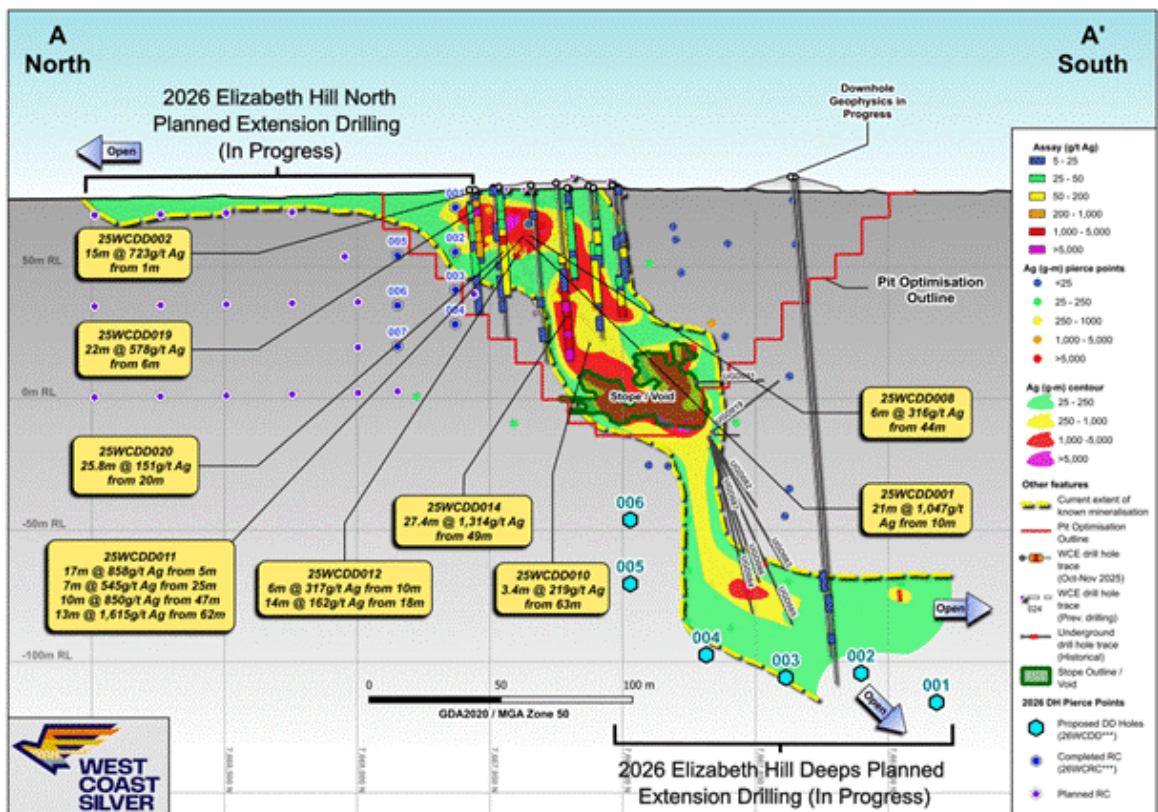 A
North
A'
South
2026 Elizabeth Hill North
Planned Extension Drilling
(In Progress)
Downhole
Geophysics in
Progress
Open
50m RL
0m RL
-50m RL
-100m RL
001
002
003
004
005
006
007
25WCDD002
15m @ 723g/t Ag
from 1m
25WCDD019
22m @ 578g/t Ag
from 6m
25WCDD020
25.8m @ 151g/t Ag
from 20m
25WCDD011
17m @ 858g/t Ag from 5m
7m @ 545g/t Ag from 25m
10m @ 850g/t Ag from 47m
13m @ 1,615g/t Ag from 62m
25WCDD012
6m @ 317g/t Ag from 10m
14m @ 162g/t Ag from 18m
25WCDD014
27.4m @ 1,314g/t Ag
from 49m
25WCDD010
3.4m @ 219g/t Ag
from 63m
25WCDD008
6m @ 316g/t Ag
from 44m
25WCDD001
21m @ 1,047g/t
Ag from 10m
Stope / Void
Pit Optimisation
Outline
006
005
004
003
002
001
Open
Open
0
50
100 m
GDA2020 / MGA Zone 50
2026 Elizabeth Hill Deeps Planned
Extension Drilling (In Progress)
WEST
COAST
SILVER
Assay (g/t Ag)
5 - 25
25 - 50
50 - 200
200 - 1,000
1,000 - 5,000
>5,000
Ag (g-m) pierce points
<25
25 - 250
250 - 1000
1,000 - 5,000
>5,000
Ag (g-m) contour
25 - 250
250 - 1,000
1,000 -5,000
>5,000
Other features
Current extent of
known mineralisation
Pit Optimisation
Outline
WCE drill hole
trace
(Oct-Nov 2025)
024
WCE drill hole
trace
(Prev. drilling)
Underground
drill hole trace
(Historical)
Stope Outline /
Void
2026 DH Pierce Points
Proposed DD Holes
(26WCDD***)
Completed RC
(26WCRC***)
Planned RC